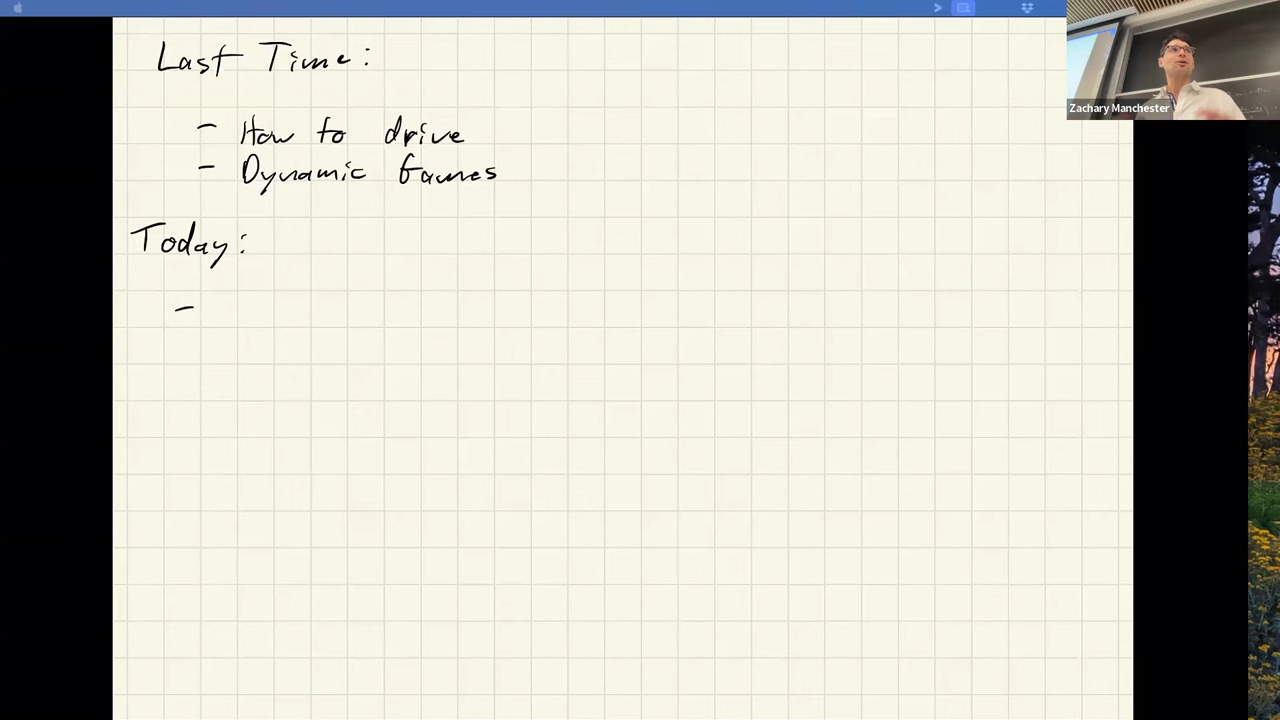 Last Time:
- How to drive
- Dynamic Games
Today:
-
Zachary Manchester